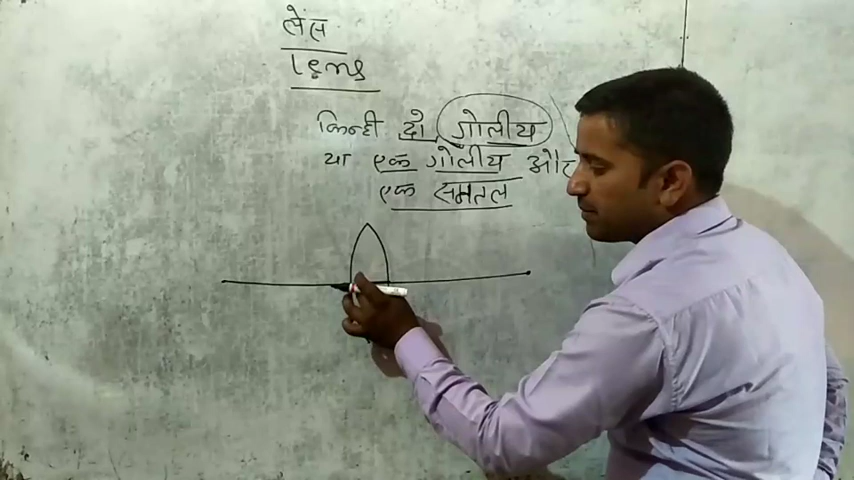 लेंस
Lens
किन्ही दो गोलीय
या एक गोलीय और
एक समतल